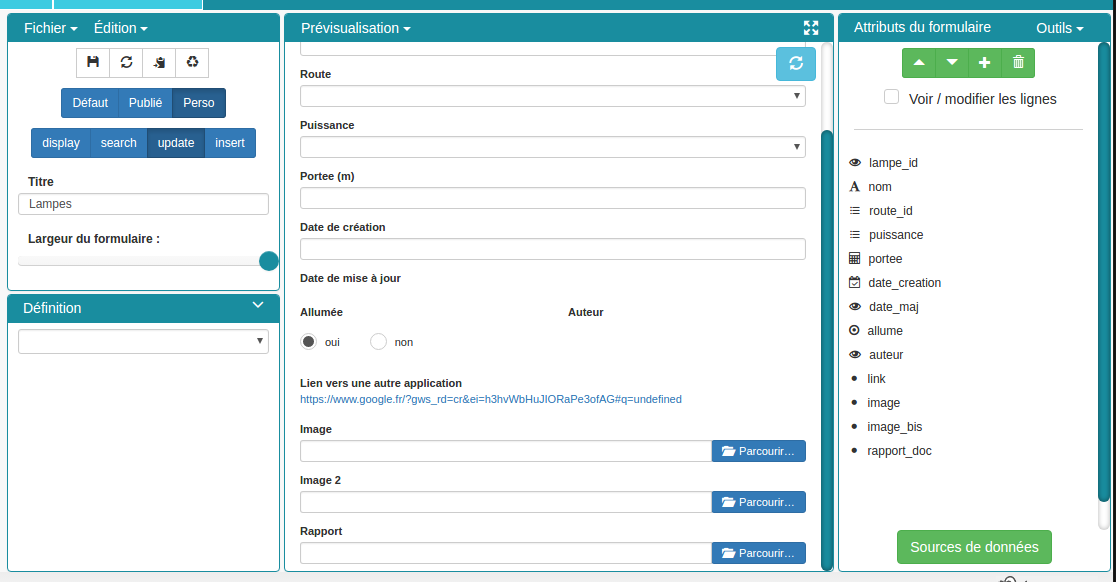 Fichier Édition
Défaut Publié Perso
display search update insert
Titre
Lampes
Largeur du formulaire :
Définition
Prévisualisation
Route
Puissance
Portee (m)
Date de création
Date de mise à jour
Allumée Auteur
oui non
Lien vers une autre application
https://www.google.fr/?gws_rd=cr&ei=h3hvWbHuJIORaPe3ofAG#q=undefined
Image
Parcourir…
Image 2
Parcourir…
Rapport
Parcourir…
Attributs du formulaire Outils
Voir / modifier les lignes
lampe_id
nom
route_id
puissance
portee
date_creation
date_maj
allume
auteur
link
image
image_bis
rapport_doc
Sources de données